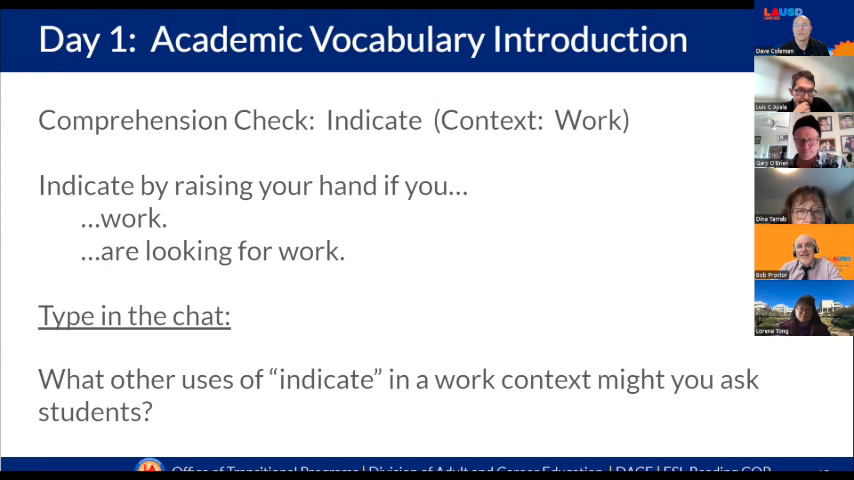 Day 1: Academic Vocabulary Introduction
Comprehension Check: Indicate (Context: Work)
Indicate by raising your hand if you...
...work.
...are looking for work.
Type in the chat:
What other uses of “indicate” in a work context might you ask
students?
Office of Transitional Programs | Division of Adult and Career Education | DACE | ESL Reading COP
LAUSD
UNIFIED
Dave Coleman
Luis C Ayala
Gary O'Brien
Dina Tarrab
LAUSD
Bob Proctor
Lorena Tong